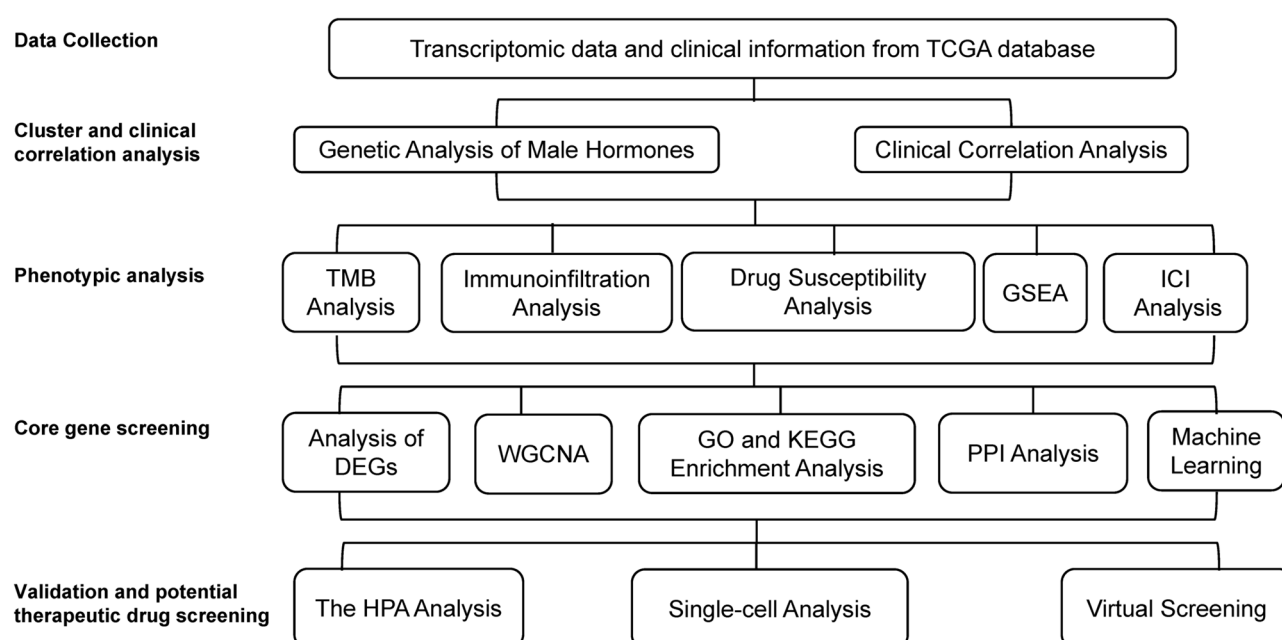 Data Collection
Transcriptomic data and clinical information from TCGA database
Cluster and clinical
correlation analysis
Genetic Analysis of Male Hormones
Clinical Correlation Analysis
Phenotypic analysis
TMB
Analysis
Immunoinfiltration
Analysis
Drug Susceptibility
Analysis
GSEA
ICI
Analysis
Core gene screening
Analysis of
DEGs
WGCNA
GO and KEGG
Enrichment Analysis
PPI Analysis
Machine
Learning
Validation and potential
therapeutic drug screening
The HPA Analysis
Single-cell Analysis
Virtual Screening